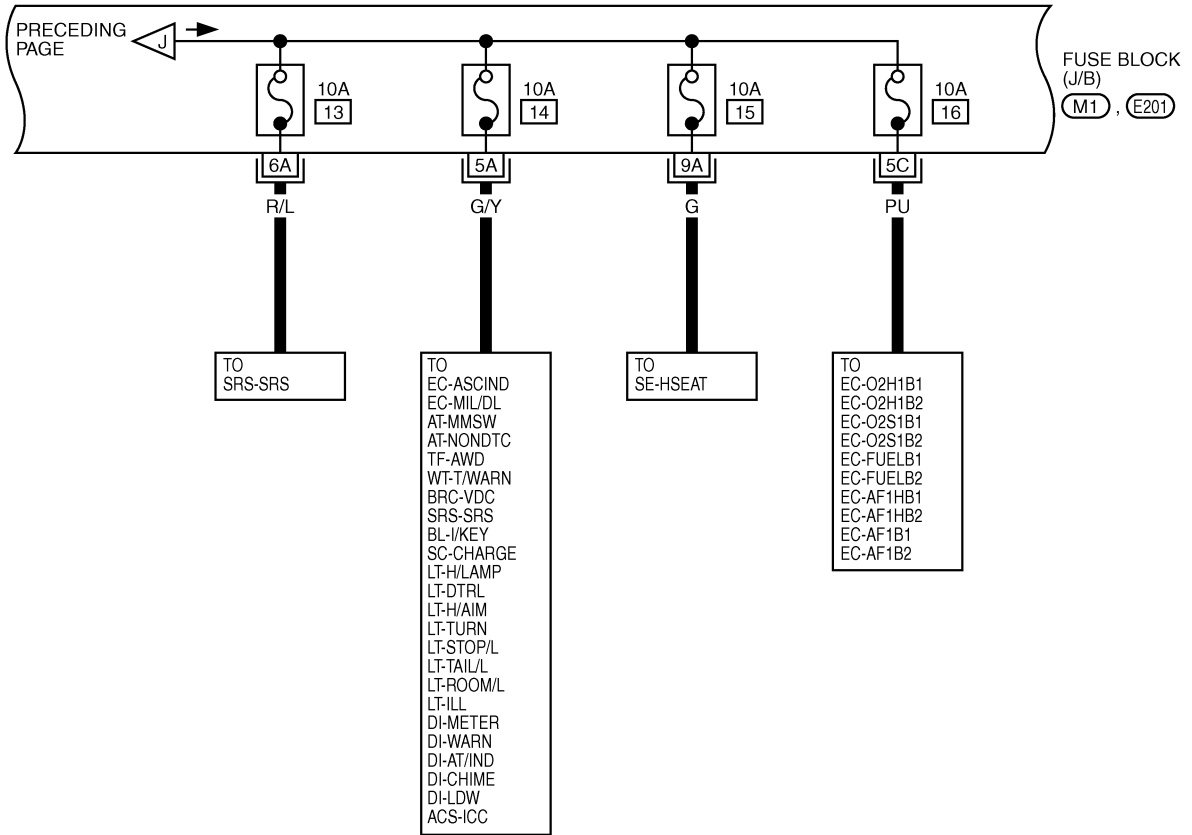 PRECEDING
PAGE
J
10A
13
10A
14
10A
15
10A
16
FUSE BLOCK
(J/B)
M1 , E201
6A
5A
9A
5C
R/L
G/Y
G
PU
TO
SRS-SRS
TO
EC-ASCIND
EC-MIL/DL
AT-MMSW
AT-NONDTC
TF-AWD
WT-T/WARN
BRC-VDC
SRS-SRS
BL-I/KEY
SC-CHARGE
LT-H/LAMP
LT-DTRL
LT-H/AIM
LT-TURN
LT-STOP/L
LT-TAIL/L
LT-ROOM/L
LT-ILL
DI-METER
DI-WARN
DI-AT/IND
DI-CHIME
DI-LDW
ACS-ICC
TO
SE-HSEAT
TO
EC-O2H1B1
EC-O2H1B2
EC-O2S1B1
EC-O2S1B2
EC-FUELB1
EC-FUELB2
EC-AF1HB1
EC-AF1HB2
EC-AF1B1
EC-AF1B2